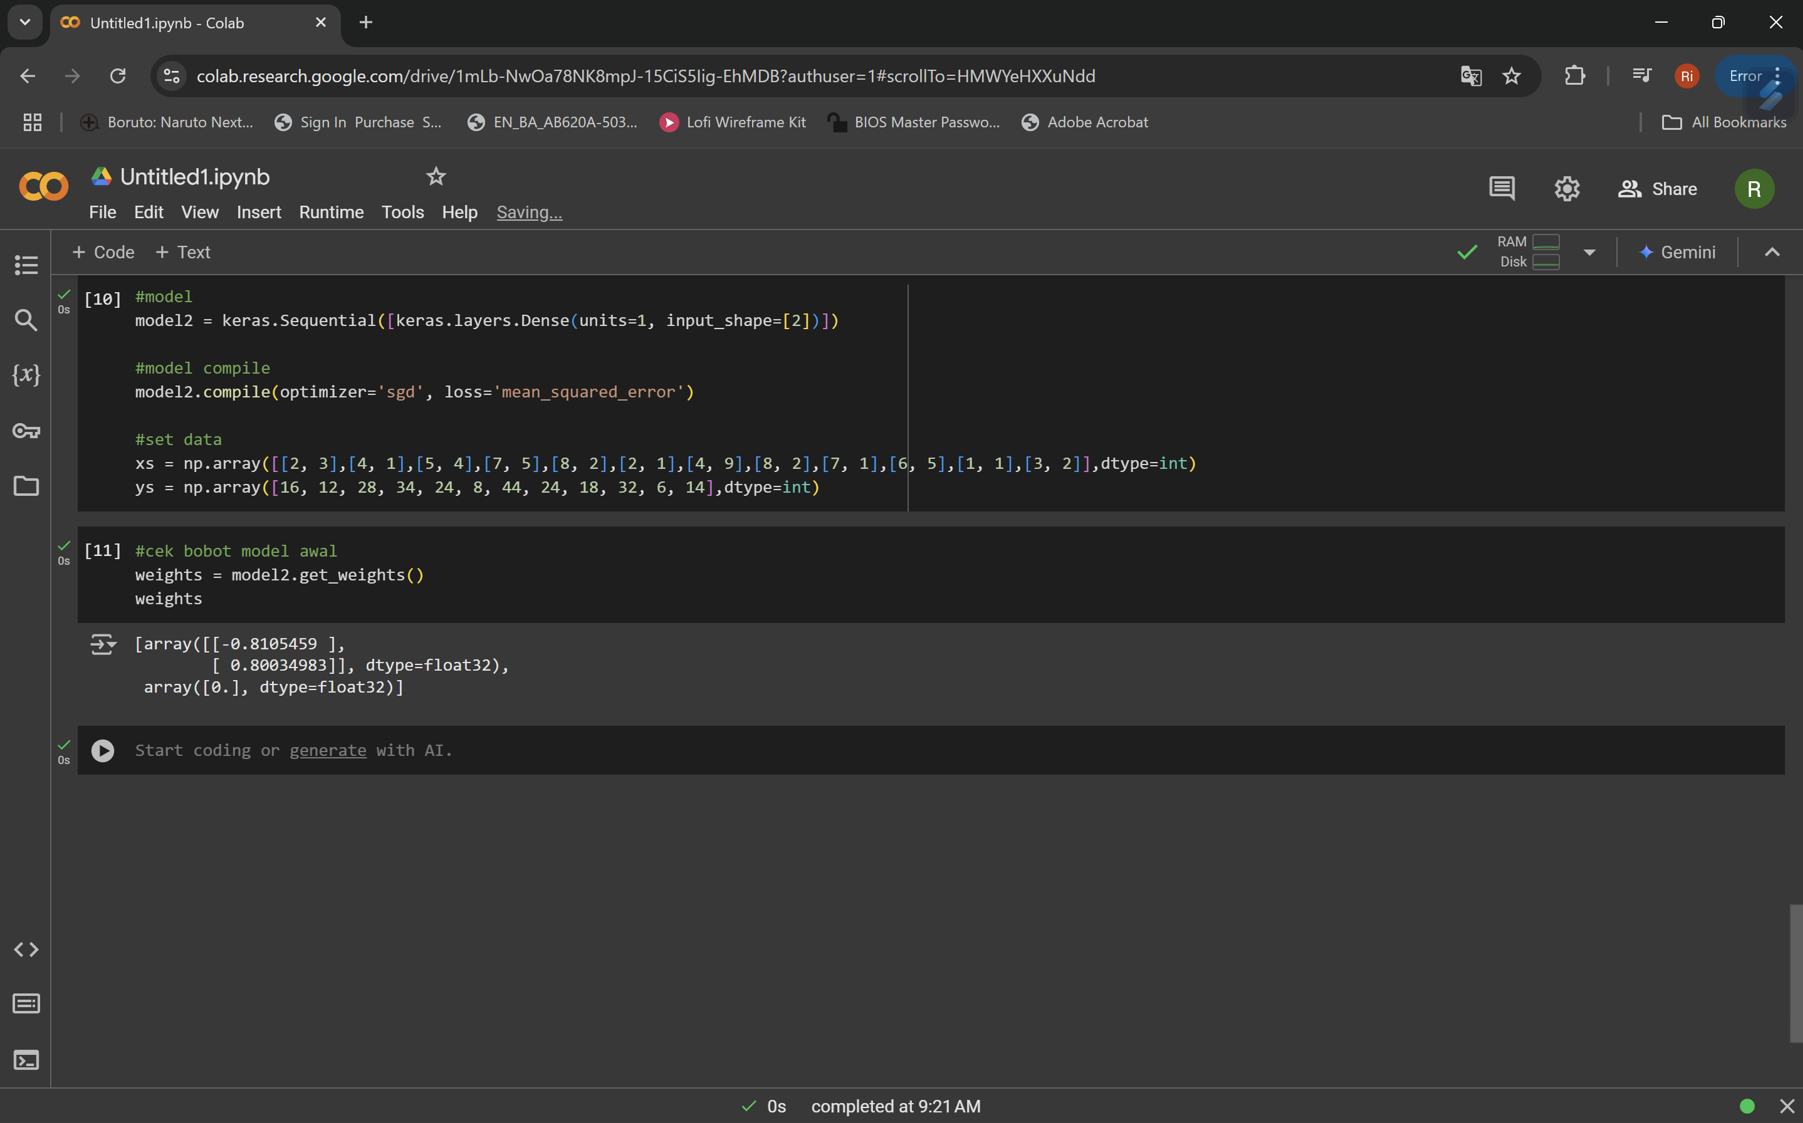 Untitled1.ipynb - Colab
colab.research.google.com/drive/1mLb-NwOa78NK8mpJ-15CiS5Iig-EhMDB?authuser=1#scrollTo=HMWYeHXXuNdd
Ri
Error
Boruto: Naruto Next...
Sign In Purchase S...
EN_BA_AB620A-503...
Lofi Wireframe Kit
BIOS Master Passwo...
Adobe Acrobat
All Bookmarks
Untitled1.ipynb
Share
R
File Edit View Insert Runtime Tools Help Saving...
+ Code + Text
RAM
Disk
Gemini
[10] #model
0s
model2 = keras.Sequential([keras.layers.Dense(units=1, input_shape=[2])])
#model compile
model2.compile(optimizer='sgd', loss='mean_squared_error')
#set data
xs = np.array([[2, 3],[4, 1],[5, 4],[7, 5],[8, 2],[2, 1],[4, 9],[8, 2],[7, 1],[6, 5],[1, 1],[3, 2]],dtype=int)
ys = np.array([16, 12, 28, 34, 24, 8, 44, 24, 18, 32, 6, 14],dtype=int)
[11] #cek bobot model awal
0s
weights = model2.get_weights()
weights
[array([[-0.8105459 ],
[ 0.80034983]], dtype=float32),
array([0.], dtype=float32)]
Start coding or generate with AI.
0s
{x}
0s completed at 9:21 AM